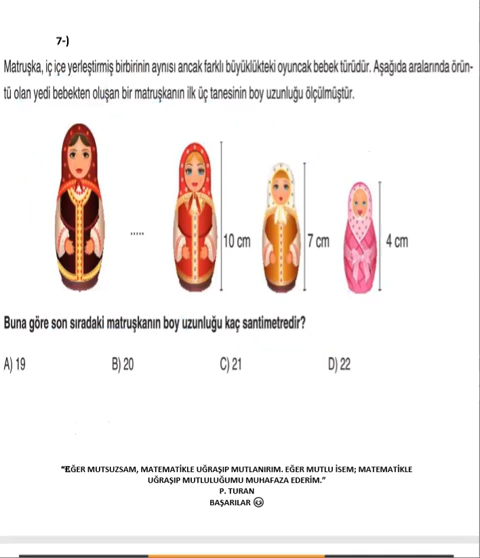 7-)
Matruşka, iç içe yerleştirmiş birbirinin aynısı ancak farklı büyüklükteki oyuncak bebek türüdür. Aşağıda aralarında örün-
tü olan yedi bebekten oluşan bir matruşkanın ilk üç tanesinin boy uzunluğu ölçülmüştür.
.....
10 cm
7 cm
4 cm
Buna göre son sıradaki matruşkanın boy uzunluğu kaç santimetredir?
A) 19 B) 20 C) 21 D) 22
"EĞER MUTSUZSAM, MATEMATİKLE UĞRAŞIP MUTLANIRIM. EĞER MUTLU İSEM; MATEMATİKLE
UĞRAŞIP MUTLULUĞUMU MUHAFAZA EDERİM."
P. TURAN
BAŞARILAR ☺